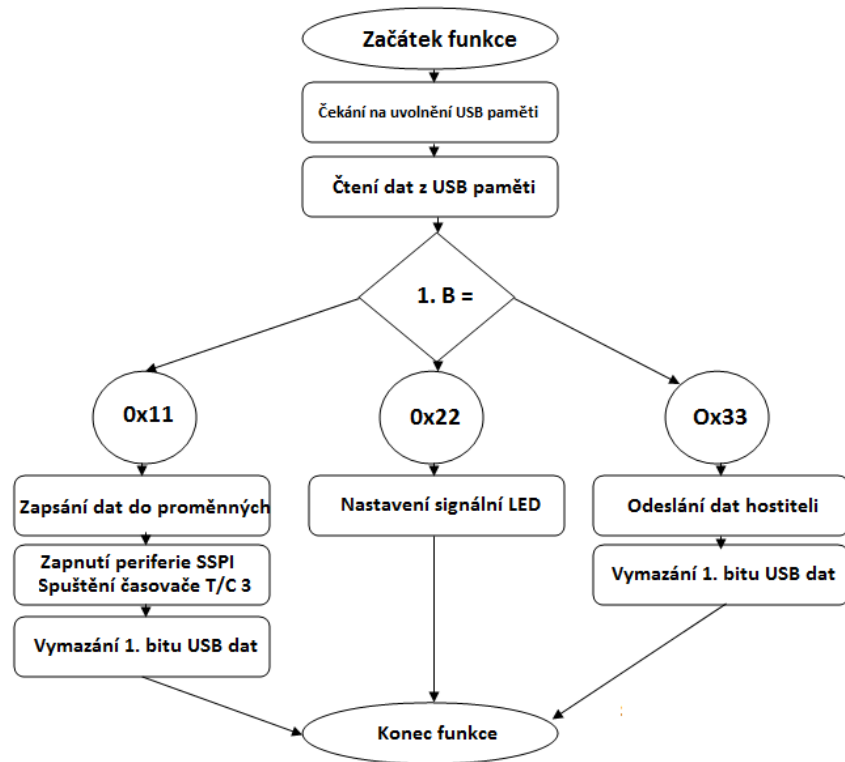 Začátek funkce
Čekání na uvolnění USB paměti
Čtení dat z USB paměti
1. B =
0x11
0x22
Ox33
Zapsání dat do proměnných
Zapnutí periferie SSPI
Spuštění časovače T/C 3
Vymazání 1. bitu USB dat
Nastavení signální LED
Odeslání dat hostiteli
Vymazání 1. bitu USB dat
Konec funkce